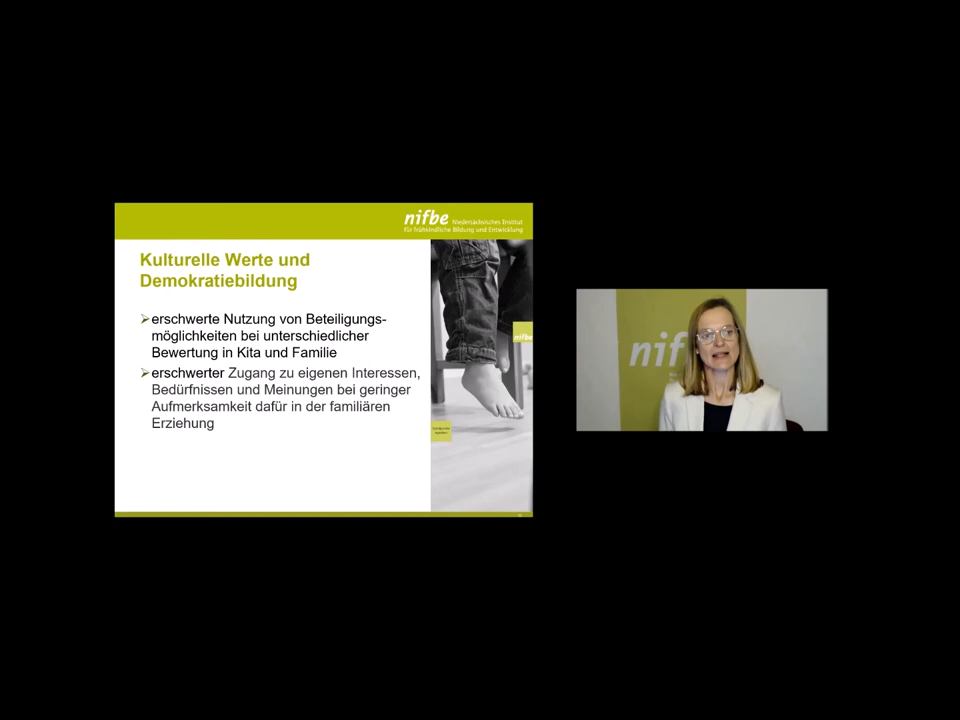 nifbe Niedersächsisches Institut
für frühkindliche Bildung und Entwicklung
Kulturelle Werte und
Demokratiebildung
➢erschwerte Nutzung von Beteiligungs-
möglichkeiten bei unterschiedlicher
Bewertung in Kita und Familie
➢erschwerter Zugang zu eigenen Interessen,
Bedürfnissen und Meinungen bei geringer
Aufmerksamkeit dafür in der familiären
Erziehung
nifbe
nif